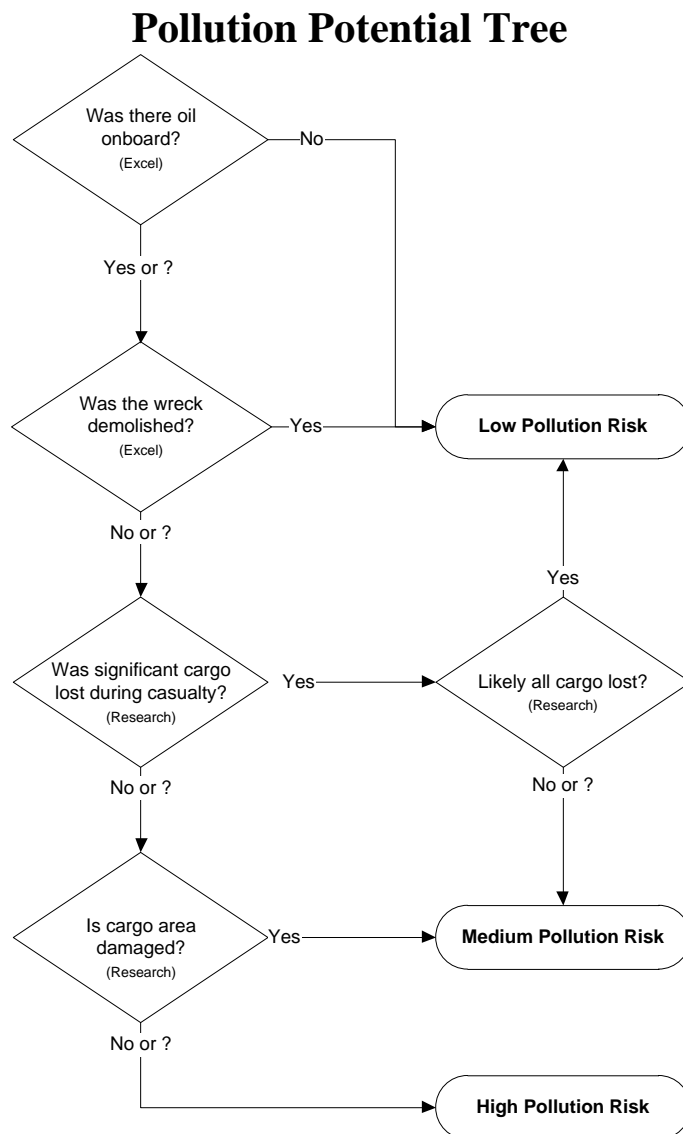 Pollution Potential Tree
Was there oil
onboard?
(Excel)
No
Yes or ?
Was the wreck
demolished?
(Excel)
Yes
Low Pollution Risk
No or ?
Yes
Was significant cargo
lost during casualty?
(Research)
Yes
Likely all cargo lost?
(Research)
No or ?
No or ?
Is cargo area
damaged?
(Research)
Yes
Medium Pollution Risk
No or ?
High Pollution Risk